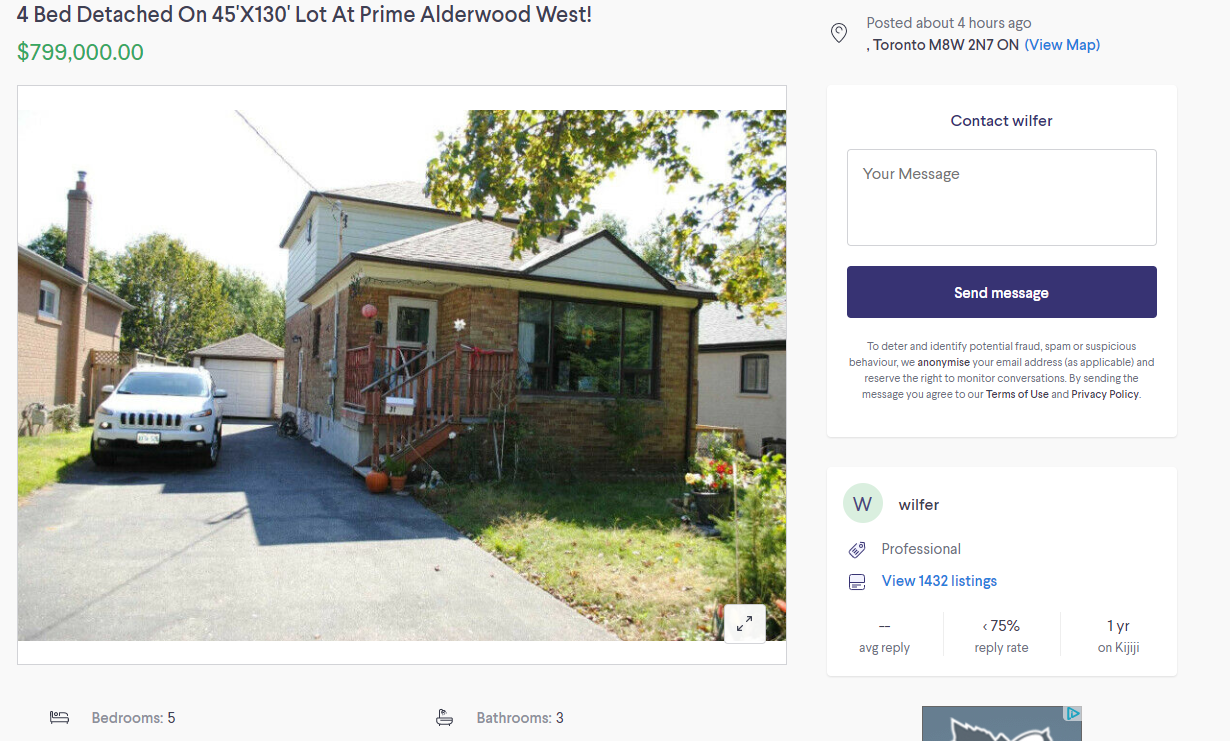 4 Bed Detached On 45'X130' Lot At Prime Alderwood West!
$799,000.00
Posted about 4 hours ago
, Toronto M8W 2N7 ON (View Map)
Contact wilfer
Your Message
Send message
To deter and identify potential fraud, spam or suspicious
behaviour, we anonymise your email address (as applicable) and
reserve the right to monitor conversations. By sending the
message you agree to our Terms of Use and Privacy Policy.
W wilfer
Professional
View 1432 listings
-- < 75% 1 yr
avg reply reply rate on Kijiji
Bedrooms: 5 Bathrooms: 3